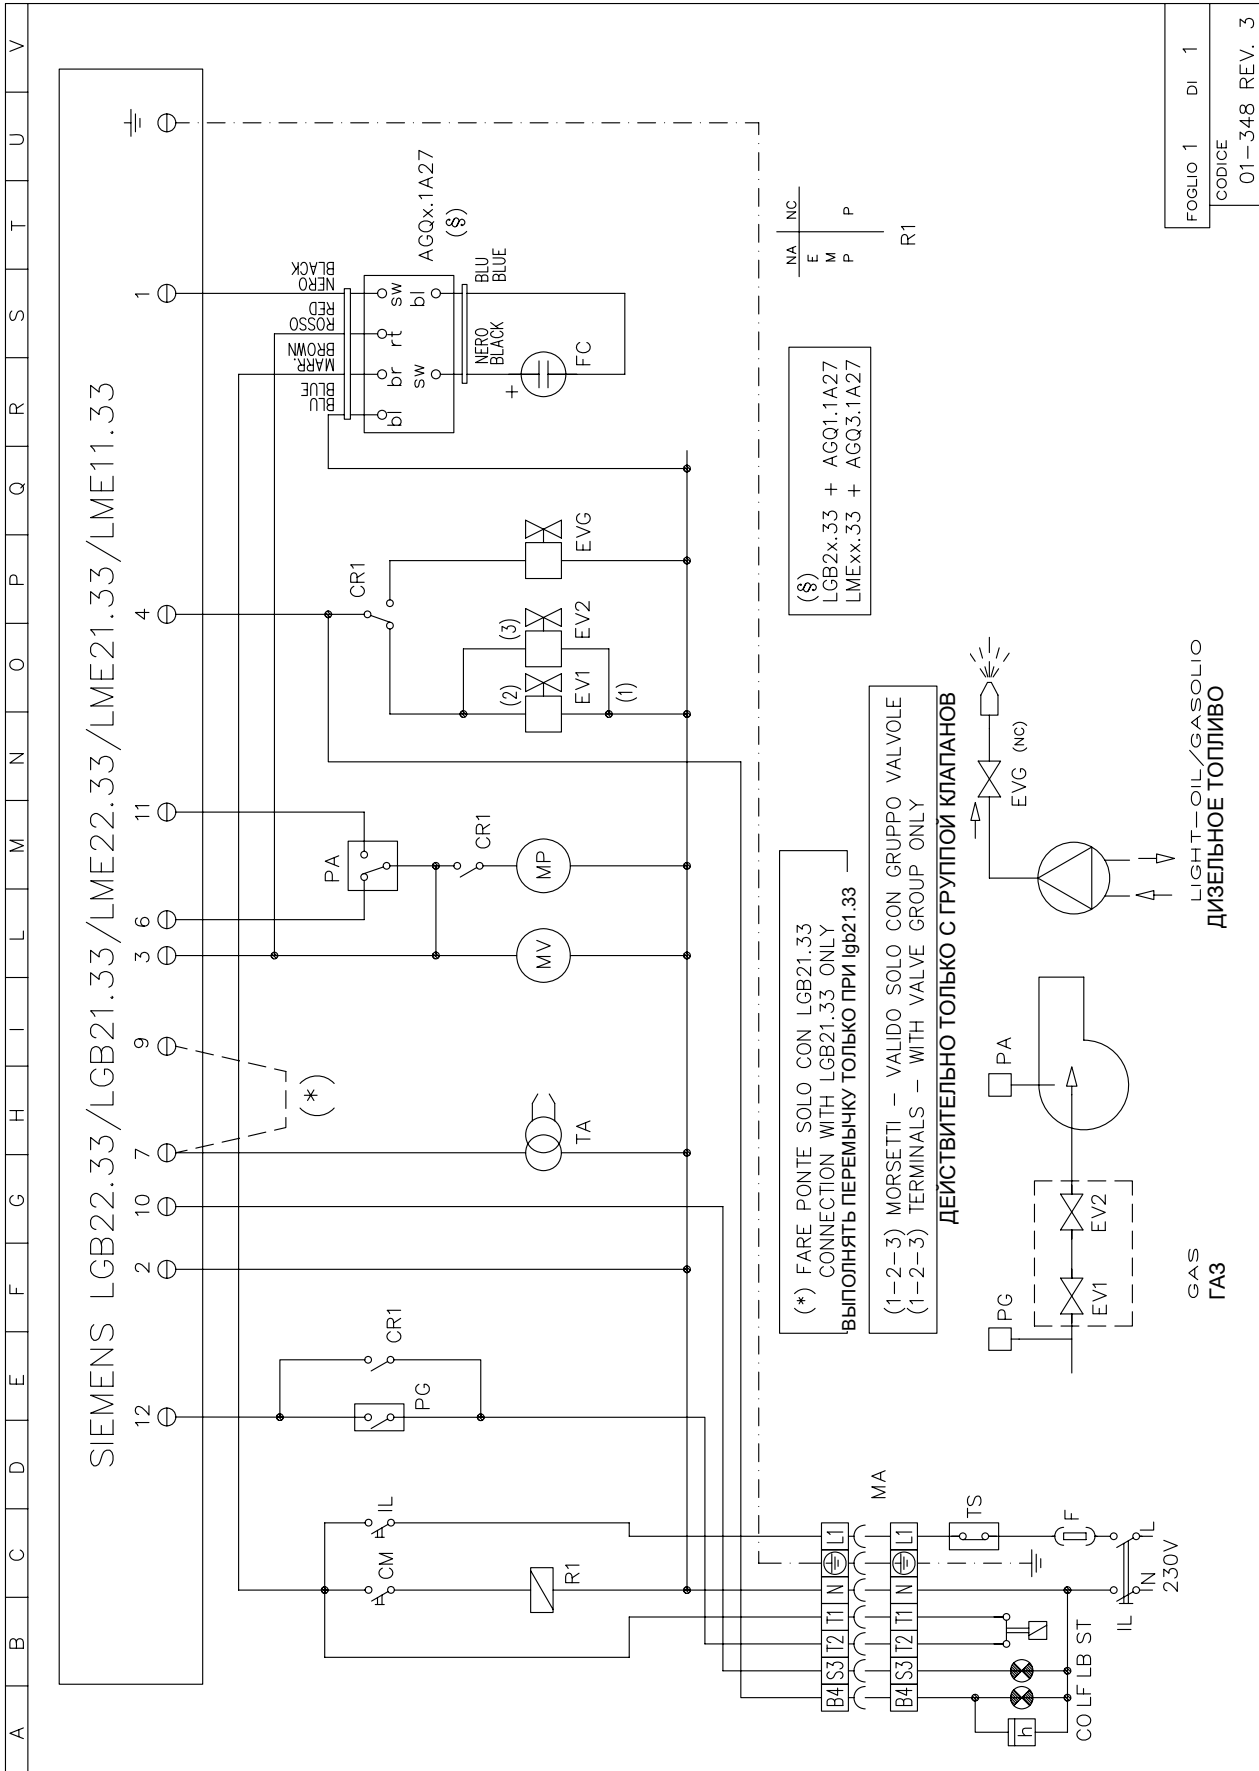 A B C D E F G H I L M N O P Q R S T U V
SIEMENS LGB22.33/LGB21.33/LME22.33/LME21.33/LME11.33
12 2 10 7 9 3 6 11 4 1
(*)
CM
IL
R1
PG
CR1
TA
MV
MP
PA
CR1
CR1
(2)
(3)
EV1
EV2
(1)
EVG
BLU
BLUE
MARR.
BROWN
ROSSO
RED
NERO
BLACK
bl br rt sw
sw bl
AGQx.1A27
(§)
NERO
BLACK
BLU
BLUE
+
FC
NA NC
E
M
P P
R1
B4 S3 T2 T1 N L1
MA
B4 S3 T2 T1 N L1
h
CO LF LB ST
TS
F
IL
N L
230V
(*) FARE PONTE SOLO CON LGB21.33
CONNECTION WITH LGB21.33 ONLY
ВЫПОЛНЯТЬ ПЕРЕМЫЧКУ ТОЛЬКО ПРИ lgb21.33
(1-2-3) MORSETTI - VALIDO SOLO CON GRUPPO VALVOLE
(1-2-3) TERMINALS - WITH VALVE GROUP ONLY
ДЕЙСТВИТЕЛЬНО ТОЛЬКО С ГРУППОЙ КЛАПАНОВ
(§)
LGB2x.33 + AGQ1.1A27
LMExx.33 + AGQ3.1A27
PG
EV1
EV2
PA
GAS
ГАЗ
EVG (NC)
LIGHT-OIL/GASOLIO
ДИЗЕЛЬНОЕ ТОПЛИВО
FOGLIO 1 DI 1
CODICE
01-348 REV. 3